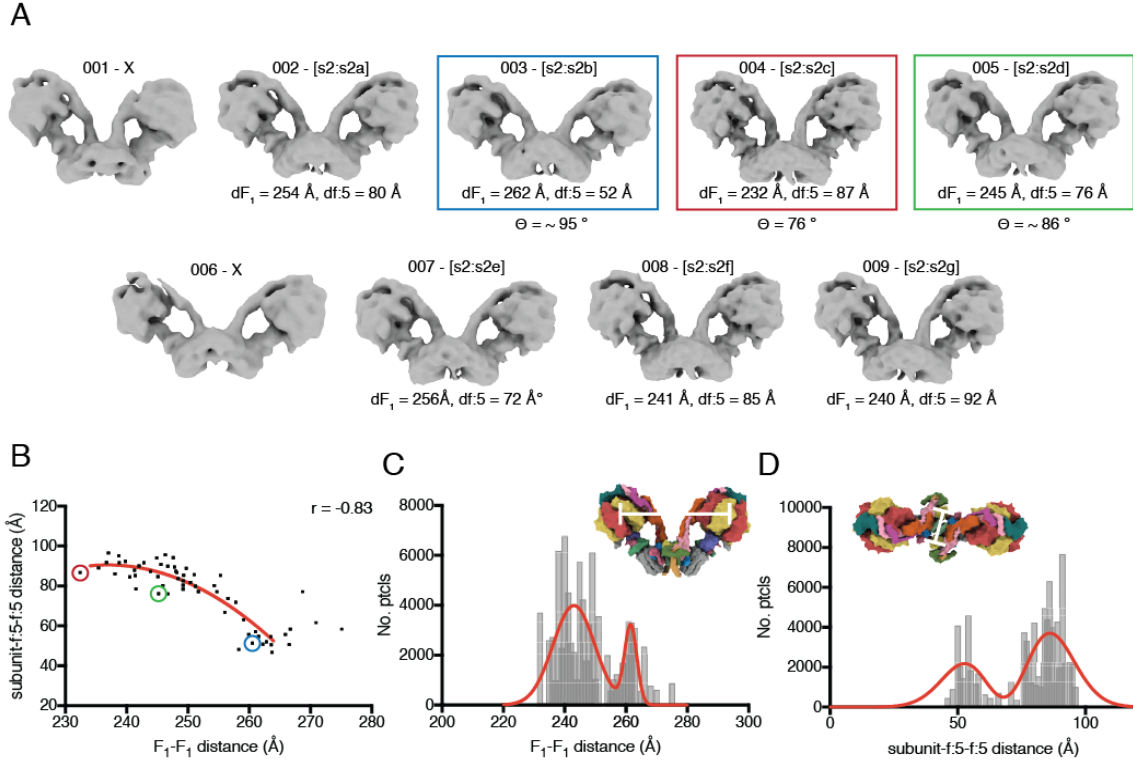 A
001 - X
002 - [s2:s2a]
003 - [s2:s2b]
004 - [s2:s2c]
005 - [s2:s2d]
dF₁ = 254 Å, df:5 = 80 Å
dF₁ = 262 Å, df:5 = 52 Å
dF₁ = 232 Å, df:5 = 87 Å
dF₁ = 245 Å, df:5 = 76 Å
Θ = ~ 95 °
Θ = 76 °
Θ = ~ 86 °
006 - X
007 - [s2:s2e]
008 - [s2:s2f]
009 - [s2:s2g]
dF₁ = 256Å, df:5 = 72 Å°
dF₁ = 241 Å, df:5 = 85 Å
dF₁ = 240 Å, df:5 = 92 Å
B
r = -0.83
subunit-f:5-f:5 distance (Å)
120
100
80
60
40
20
230
240
250
260
270
280
F₁-F₁ distance (Å)
C
No. ptcls
8000
6000
4000
2000
0
200
220
240
260
280
300
F₁-F₁ distance (Å)
D
No. ptcls
10000
8000
6000
4000
2000
0
0
50
100
subunit-f:5-f:5 distance (Å)